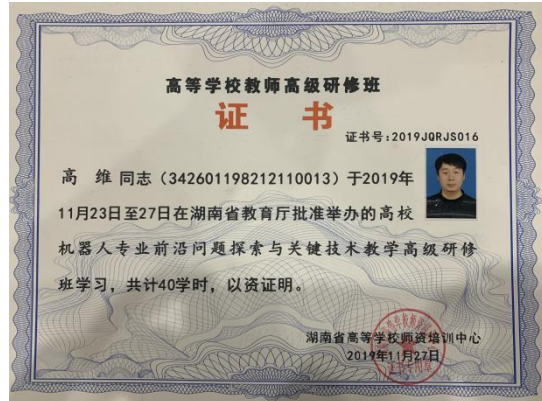 高等学校教师高级研修班
证书
证书号:2019JQRJS016
高 维 同志（342601198212110013）于2019年
11月23日至27日在湖南省教育厅批准举办的高校
机器人专业前沿问题探索与关键技术教学高级研修
班学习，共计40学时，以资证明。
湖南省高等学校师资培训中心
2019年11月27日
证书专用章